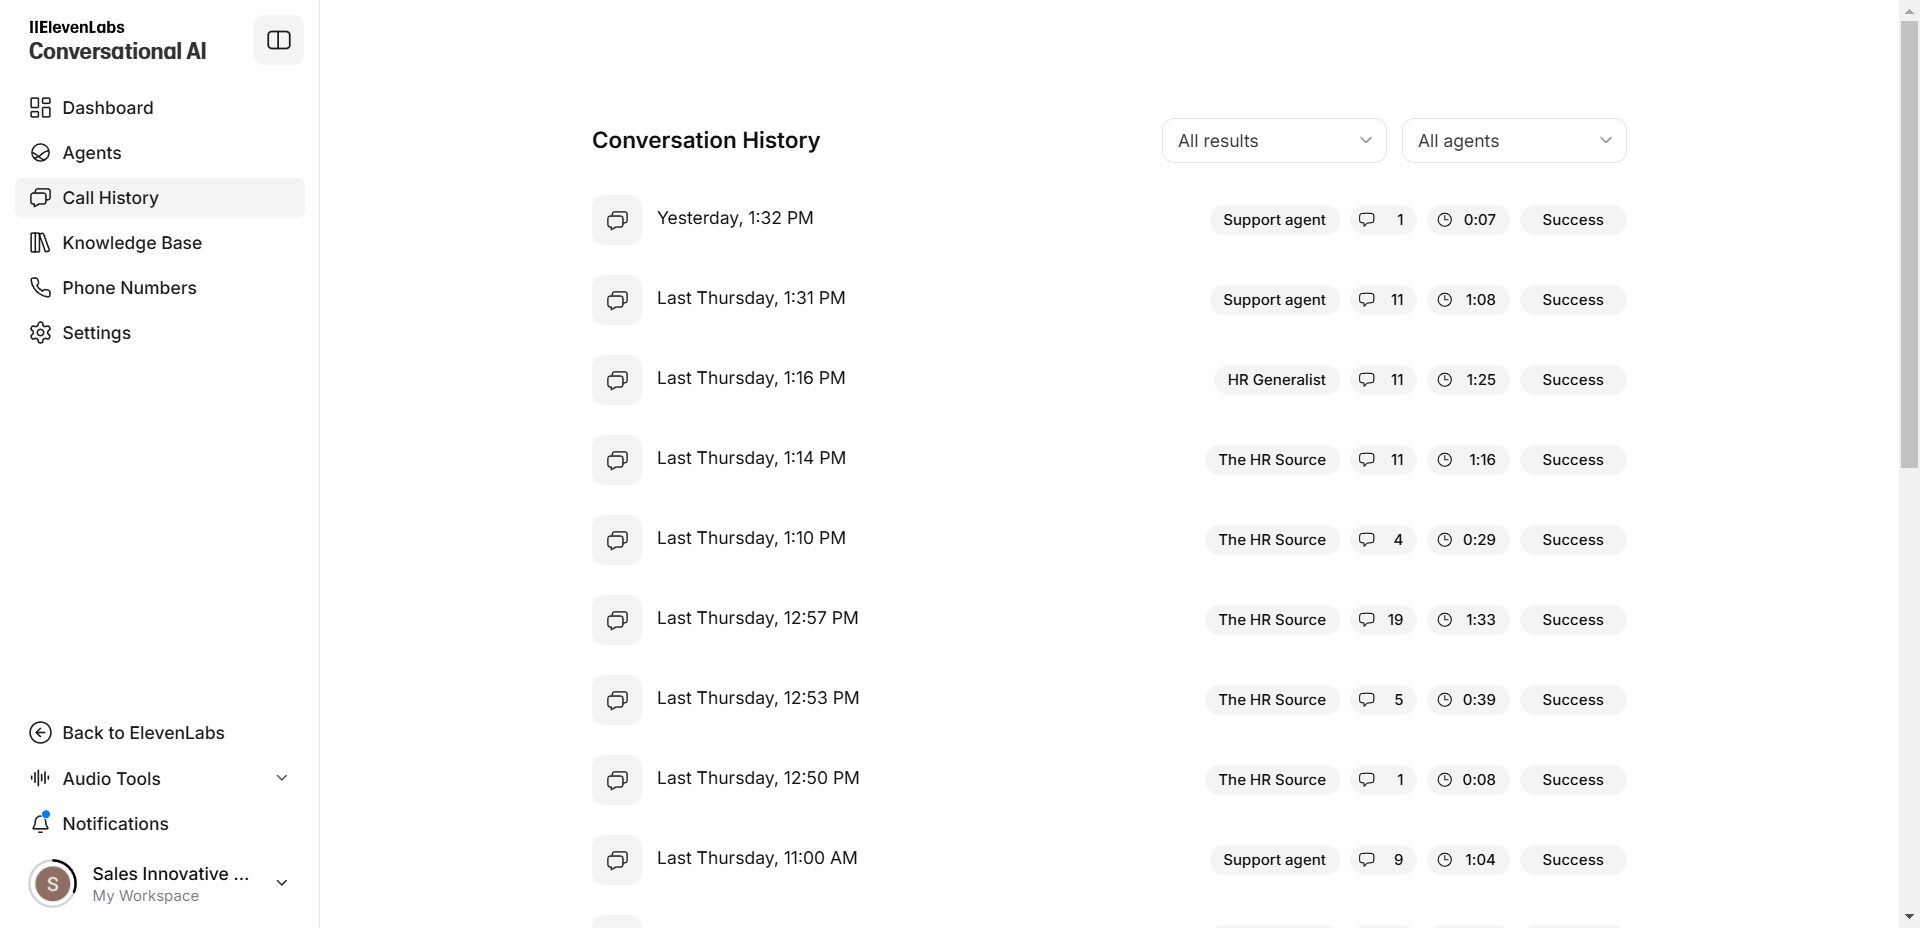 IIElevenLabs
Conversational AI
Dashboard
Agents
Call History
Knowledge Base
Phone Numbers
Settings
Back to ElevenLabs
Audio Tools
Notifications
S
Sales Innovative ...
My Workspace
Conversation History
All results
All agents
Yesterday, 1:32 PM Support agent 1 0:07 Success
Last Thursday, 1:31 PM Support agent 11 1:08 Success
Last Thursday, 1:16 PM HR Generalist 11 1:25 Success
Last Thursday, 1:14 PM The HR Source 11 1:16 Success
Last Thursday, 1:10 PM The HR Source 4 0:29 Success
Last Thursday, 12:57 PM The HR Source 19 1:33 Success
Last Thursday, 12:53 PM The HR Source 5 0:39 Success
Last Thursday, 12:50 PM The HR Source 1 0:08 Success
Last Thursday, 11:00 AM Support agent 9 1:04 Success